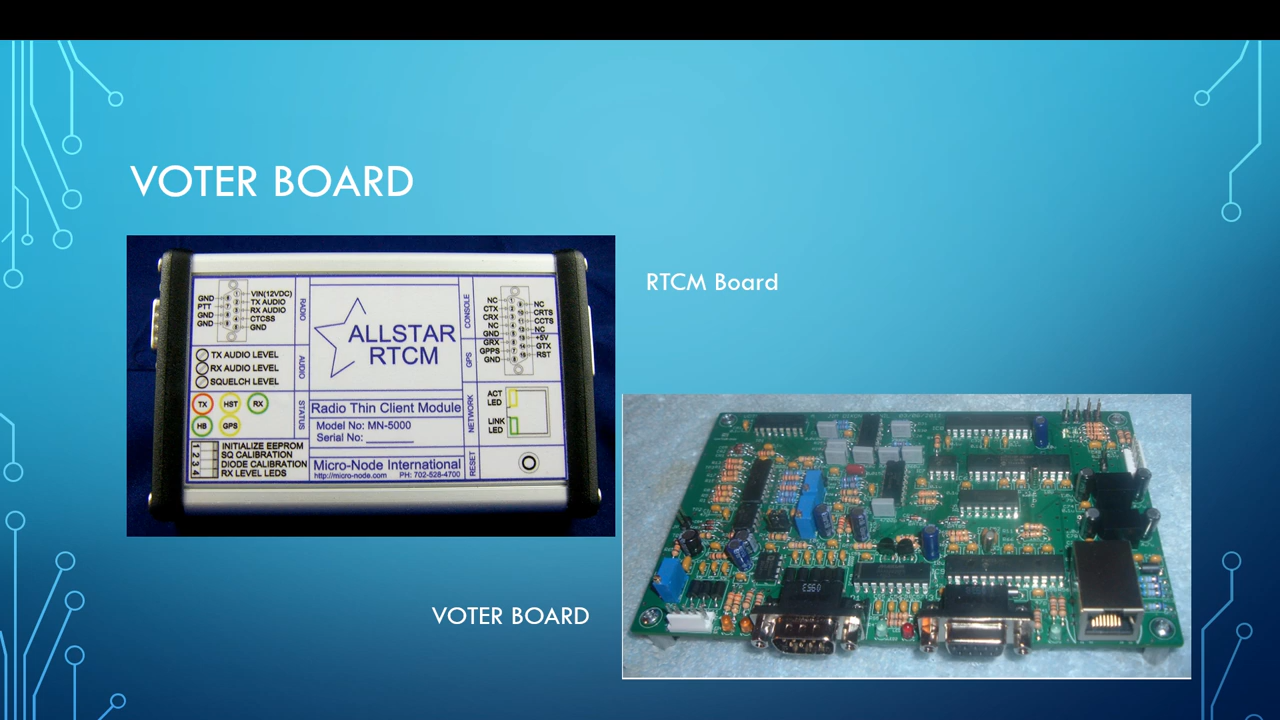 VOTER BOARD
RTCM Board
GND
PTT
GND
GND
VIN(12VDC)
TX AUDIO
RX AUDIO
CTCSS
GND
RADIO
TX AUDIO LEVEL
RX AUDIO LEVEL
SQUELCH LEVEL
AUDIO
TX
HST
RX
HB
GPS
STATUS
1
2
3
4
INITIALIZE EEPROM
SQ CALIBRATION
DIODE CALIBRATION
RX LEVEL LEDS
ALLSTAR
RTCM
Radio Thin Client Module
Model No: MN-5000
Serial No: ________
Micro-Node International
http://micro-node.com PH: 702-528-4700
CONSOLE
GPS
NC
CTX
CRX
NC
GND
GRX
GPPS
GND
NC
CRTS
CCTS
NC
+5V
GTX
RST
NETWORK
ACT
LED
LINK
LED
RESET
VOTER BOARD